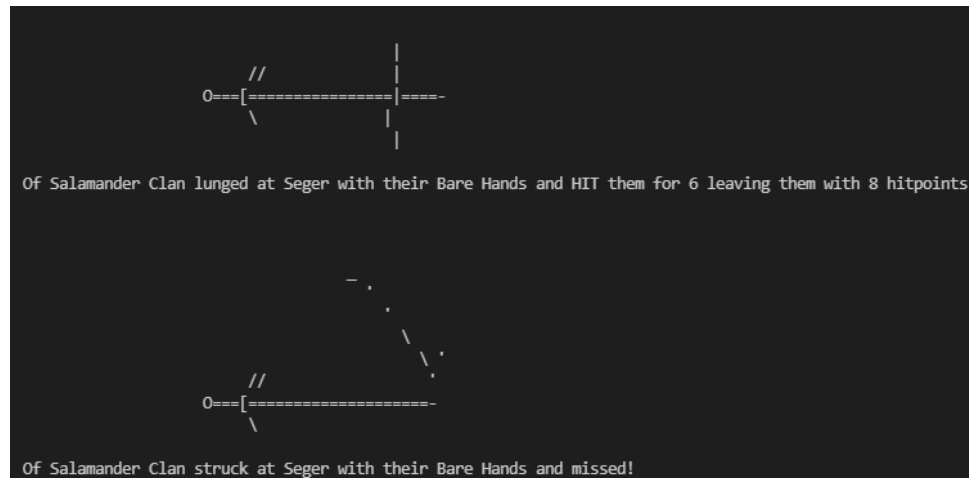 Of Salamander Clan lunged at Seger with their Bare Hands and HIT them for 6 leaving them with 8 hitpoints
Of Salamander Clan struck at Seger with their Bare Hands and missed!